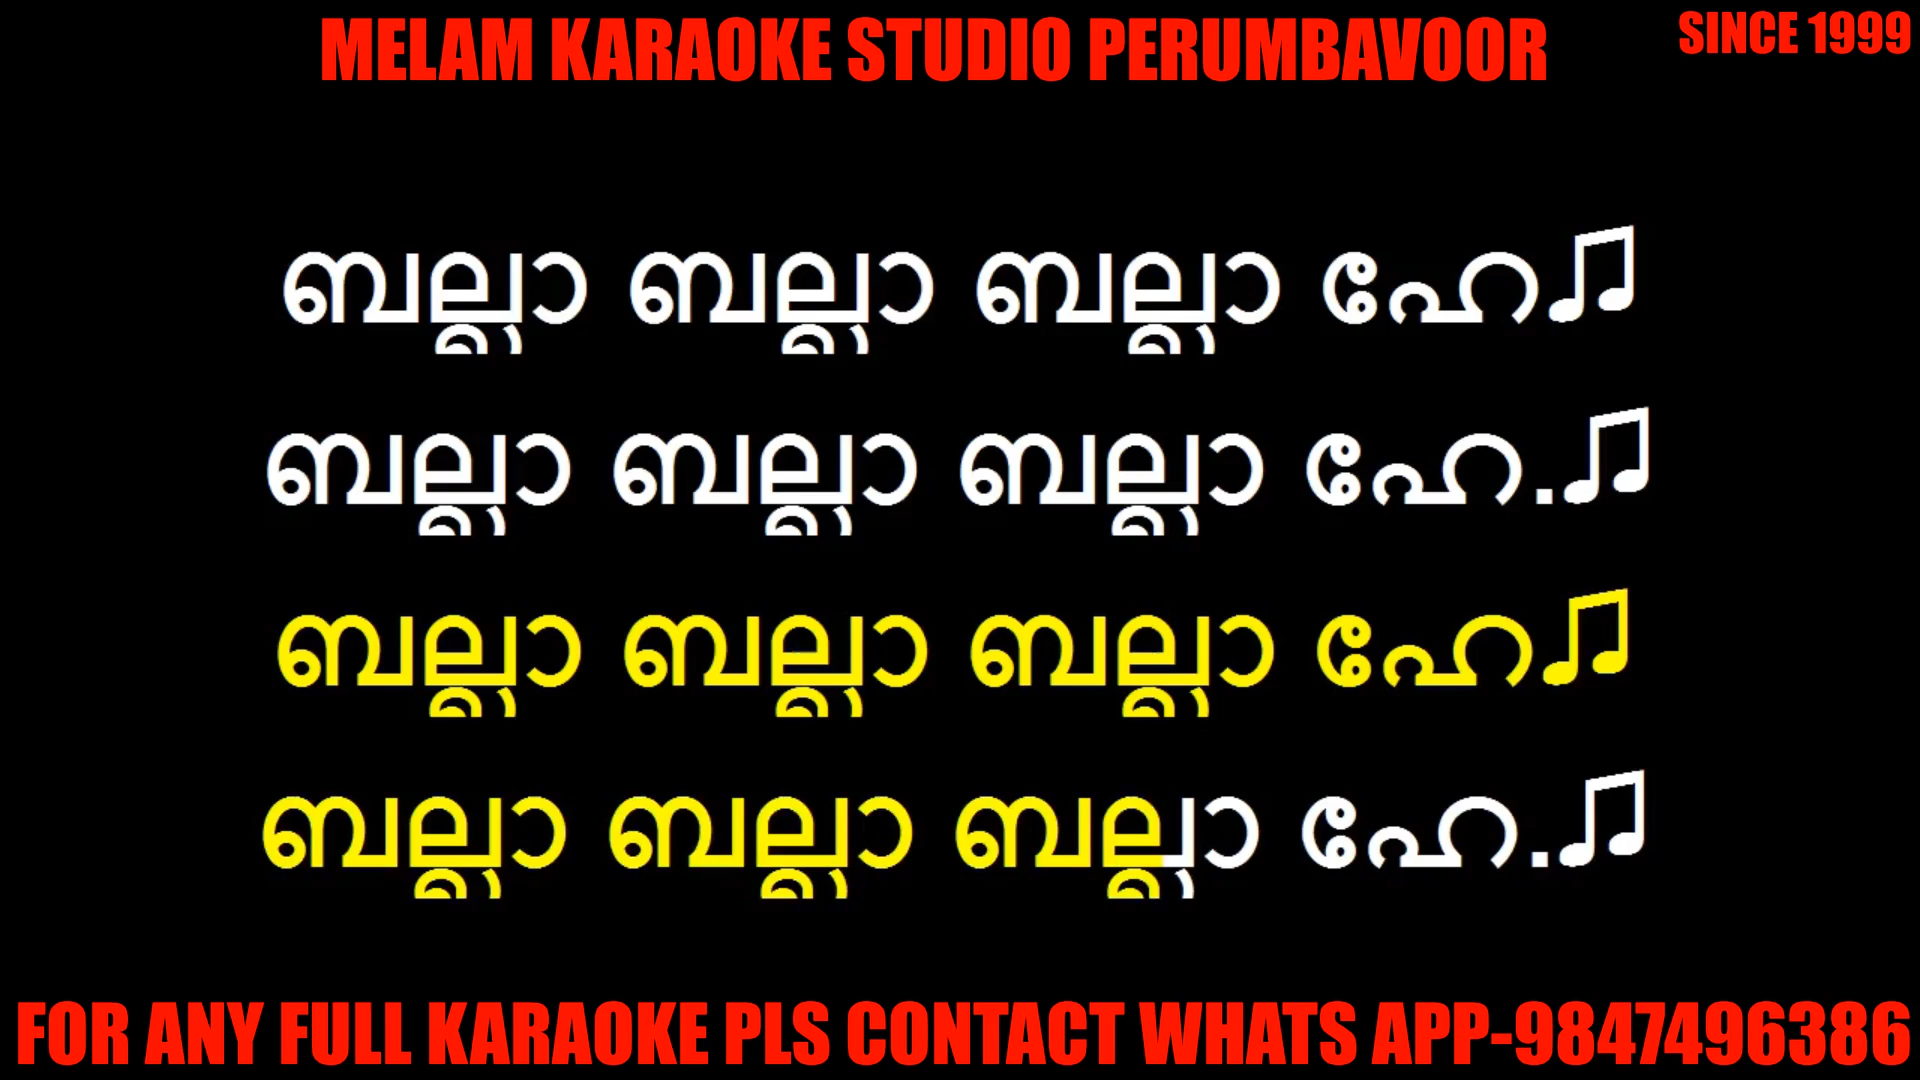 MELAM KARAOKE STUDIO PERUMBAVOOR
SINCE 1999
ബല്ലാ ബല്ലാ ബല്ലാ ഹേ♫
ബല്ലാ ബല്ലാ ബല്ലാ ഹേ.♫
ബല്ലാ ബല്ലാ ബല്ലാ ഹേ♫
ബല്ലാ ബല്ലാ ബല്ലാ ഹേ.♫
FOR ANY FULL KARAOKE PLS CONTACT WHATS APP-9847496386